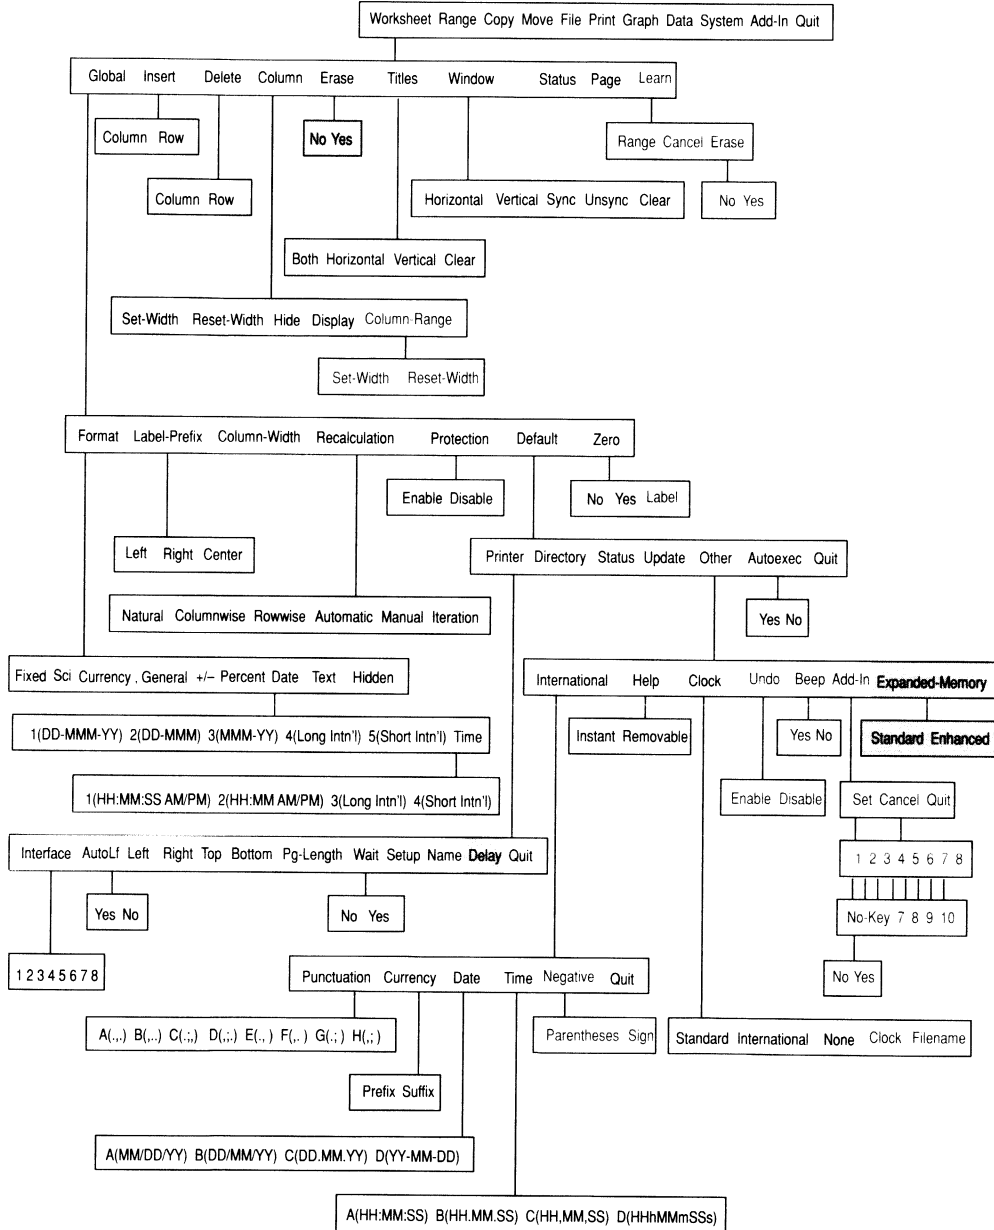 Worksheet Range Copy Move File Print Graph Data System Add-In Quit
Global Insert Delete Column Erase Titles Window Status Page Learn
Column Row
No Yes
Range Cancel Erase
Column Row
Horizontal Vertical Sync Unsync Clear
No Yes
Both Horizontal Vertical Clear
Set-Width Reset-Width Hide Display Column-Range
Set-Width Reset-Width
Format Label-Prefix Column-Width Recalculation Protection Default Zero
Enable Disable
No Yes Label
Left Right Center
Printer Directory Status Update Other Autoexec Quit
Natural Columnwise Rowwise Automatic Manual Iteration
Yes No
Fixed Sci Currency , General +/– Percent Date Text Hidden
International Help Clock Undo Beep Add-In Expanded-Memory
1(DD-MMM-YY) 2(DD-MMM) 3(MMM-YY) 4(Long Intn'l) 5(Short Intn'l) Time
Instant Removable
Yes No
Standard Enhanced
1(HH:MM:SS AM/PM) 2(HH:MM AM/PM) 3(Long Intn'l) 4(Short Intn'l)
Enable Disable
Set Cancel Quit
Interface AutoLf Left Right Top Bottom Pg-Length Wait Setup Name Delay Quit
1 2 3 4 5 6 7 8
Yes No
No Yes
No-Key 7 8 9 10
1 2 3 4 5 6 7 8
Punctuation Currency Date Time Negative Quit
No Yes
A(.,.) B(,..) C(.;,) D(,;.) E(., ) F(,. ) G(.; ) H(,; )
Parentheses Sign
Standard International None Clock Filename
Prefix Suffix
A(MM/DD/YY) B(DD/MM/YY) C(DD.MM.YY) D(YY-MM-DD)
A(HH:MM:SS) B(HH.MM.SS) C(HH,MM,SS) D(HHhMMmSSs)